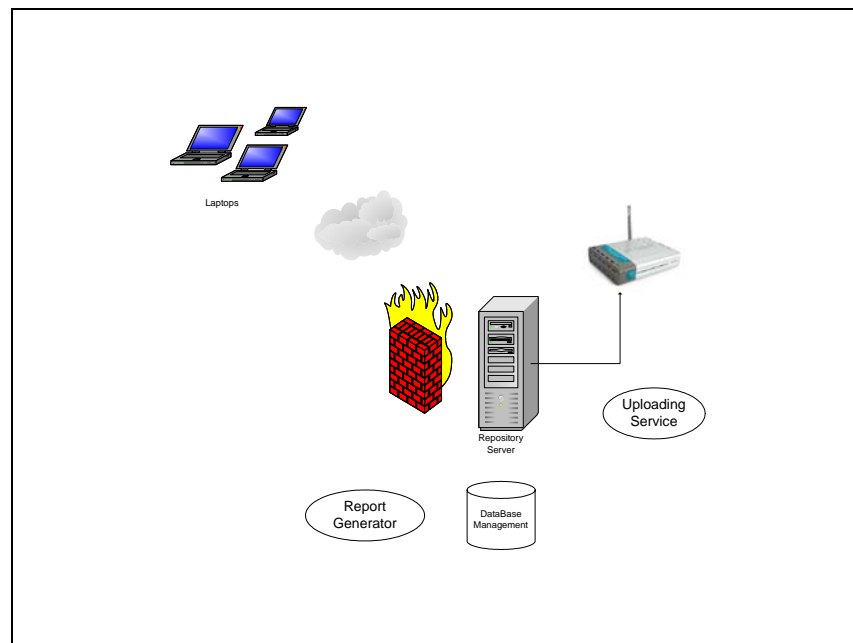 Laptops
Repository
Server
Uploading
Service
Report
Generator
DataBase
Management